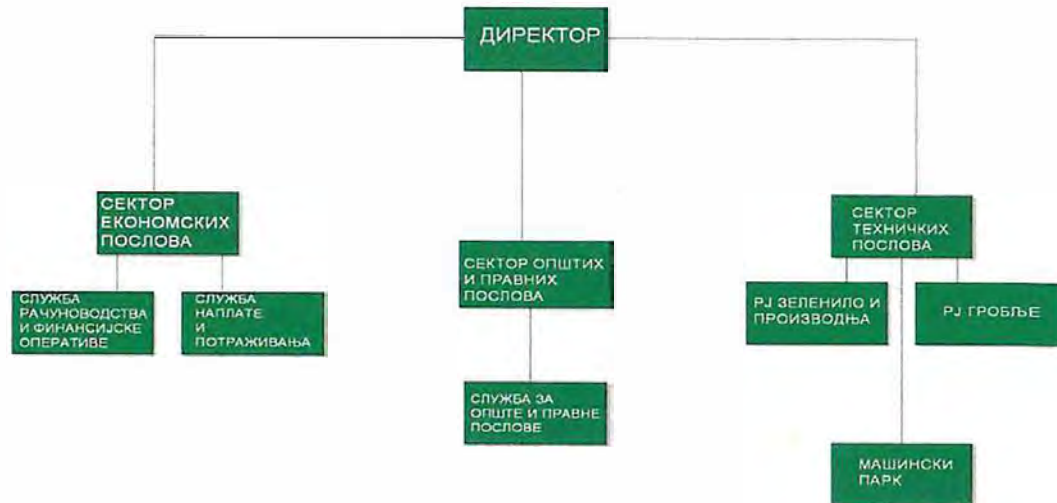 ДИРЕКТОР
СЕКТОР
ЕКОНОМСКИХ
ПОСЛОВА
СЛУЖБА
РАЧУНОВОДСТВА
И ФИНАНСИЈСКЕ
ОПЕРАТИВЕ
СЛУЖБА
НАПЛАТЕ
И
ПОТРАЖИВАЊА
СЕКТОР ОПШТИХ
И ПРАВНИХ
ПОСЛОВА
СЛУЖБА ЗА
ОПШТЕ И ПРАВНЕ
ПОСЛОВЕ
СЕКТОР
ТЕХНИЧКИХ
ПОСЛОВА
РЈ ЗЕЛЕНИЛО И
ПРОИЗВОДЊА
РЈ ГРОБЉЕ
МАШИНСКИ
ПАРК